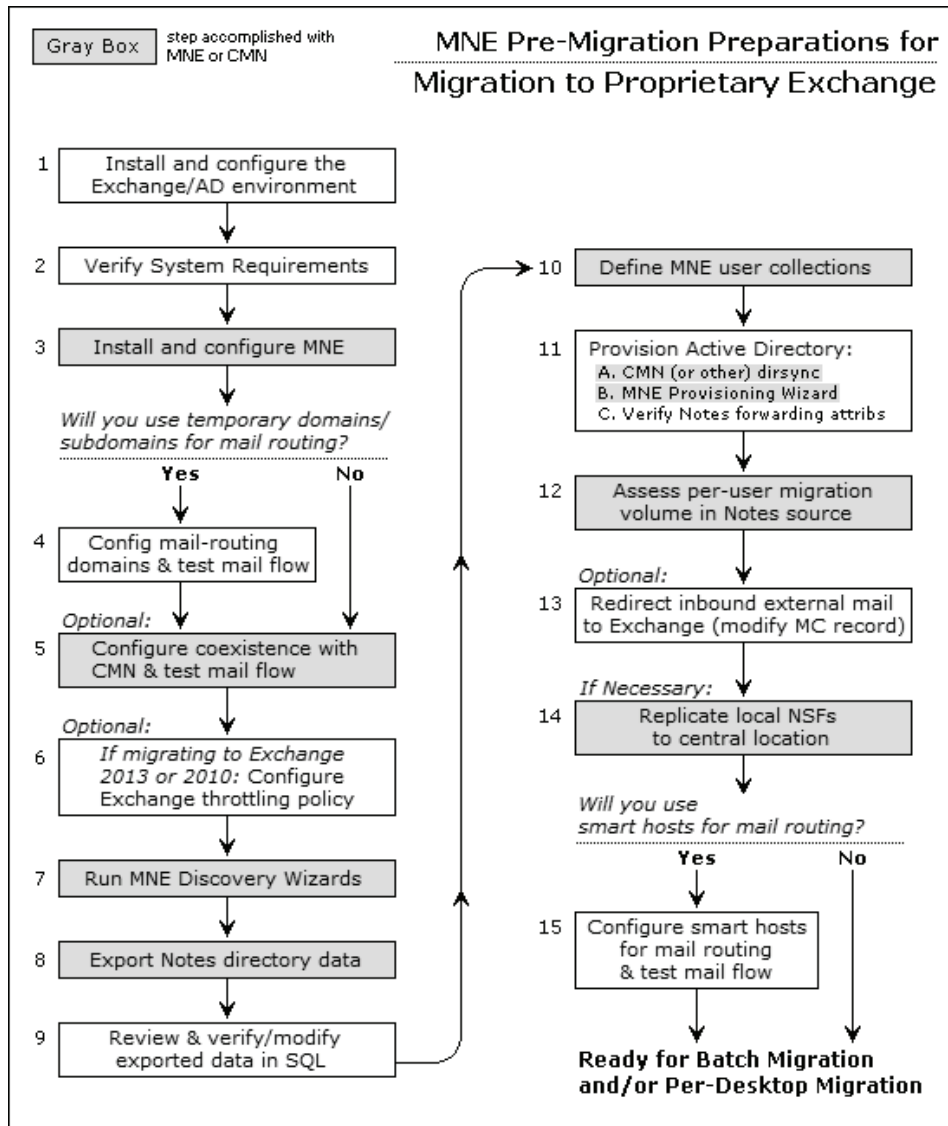 Gray Box
step accomplished with
MNE or CMN
MNE Pre-Migration Preparations for
Migration to Proprietary Exchange
1
Install and configure the
Exchange/AD environment
2
Verify System Requirements
3
Install and configure MNE
Will you use temporary domains/
subdomains for mail routing?
Yes
No
4
Config mail-routing
domains & test mail flow
Optional:
5
Configure coexistence with
CMN & test mail flow
Optional:
6
If migrating to Exchange
2013 or 2010: Configure
Exchange throttling policy
7
Run MNE Discovery Wizards
8
Export Notes directory data
9
Review & verify/modify
exported data in SQL
10
Define MNE user collections
11
Provision Active Directory:
A. CMN (or other) dirsync
B. MNE Provisioning Wizard
C. Verify Notes forwarding attribs
12
Assess per-user migration
volume in Notes source
Optional:
13
Redirect inbound external mail
to Exchange (modify MC record)
If Necessary:
14
Replicate local NSFs
to central location
Will you use
smart hosts for mail routing?
Yes
No
15
Configure smart hosts
for mail routing
& test mail flow
Ready for Batch Migration
and/or Per-Desktop Migration